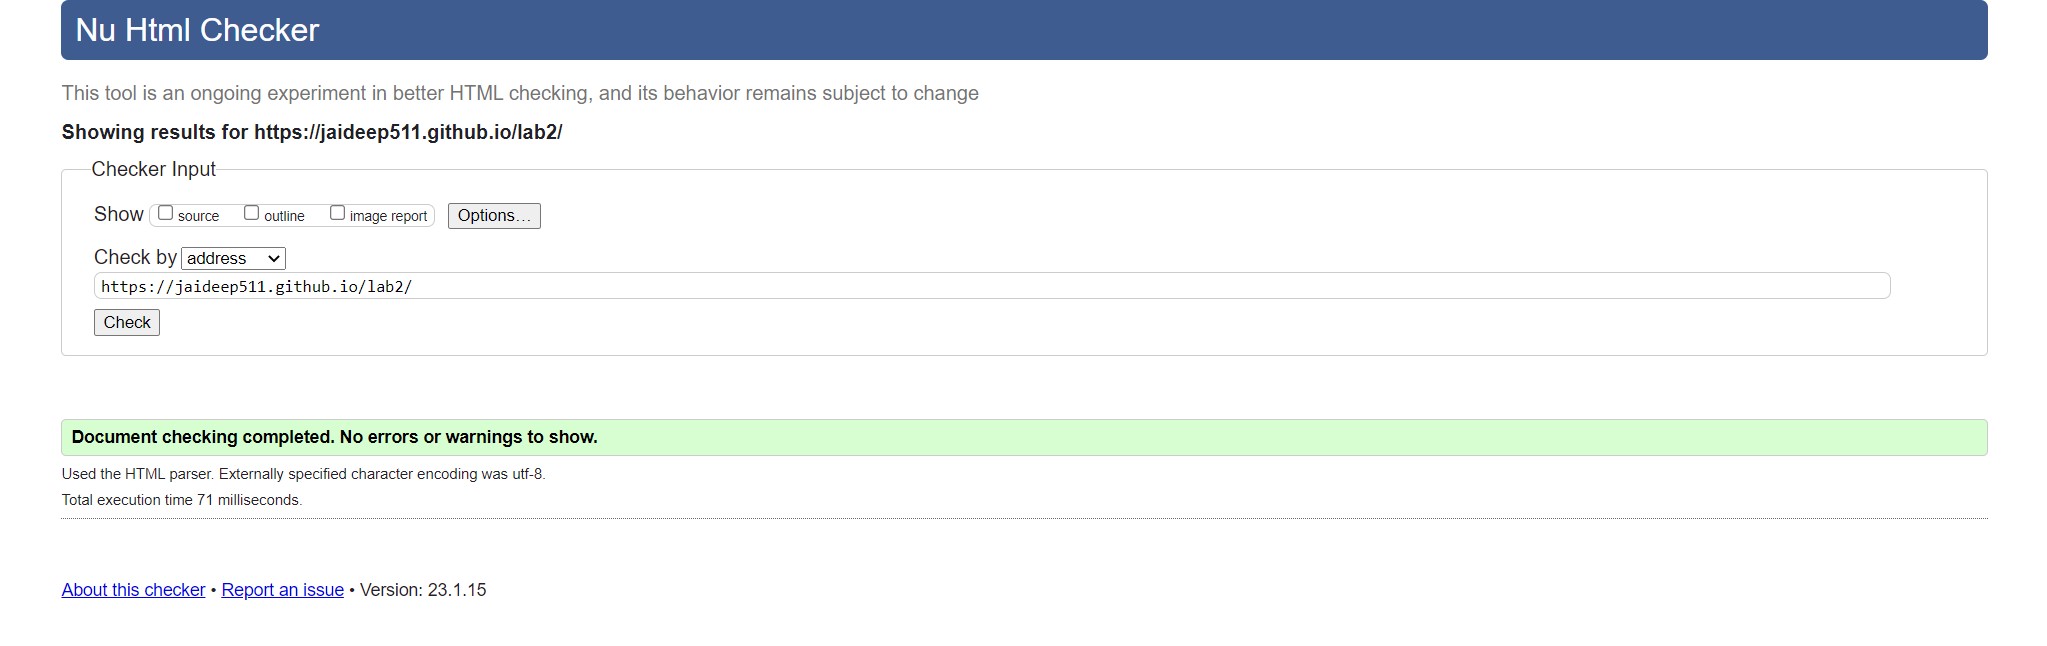 Nu Html Checker
This tool is an ongoing experiment in better HTML checking, and its behavior remains subject to change
Showing results for https://jaideep511.github.io/lab2/
Checker Input
Show source outline image report Options...
Check by address
https://jaideep511.github.io/lab2/
Check
Document checking completed. No errors or warnings to show.
Used the HTML parser. Externally specified character encoding was utf-8.
Total execution time 71 milliseconds.
About this checker • Report an issue • Version: 23.1.15